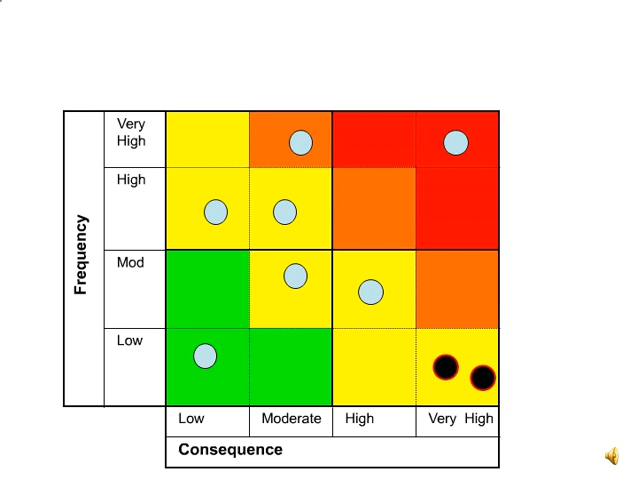 Very
High
High
Frequency
Mod
Low
Low
Moderate
High
Very High
Consequence